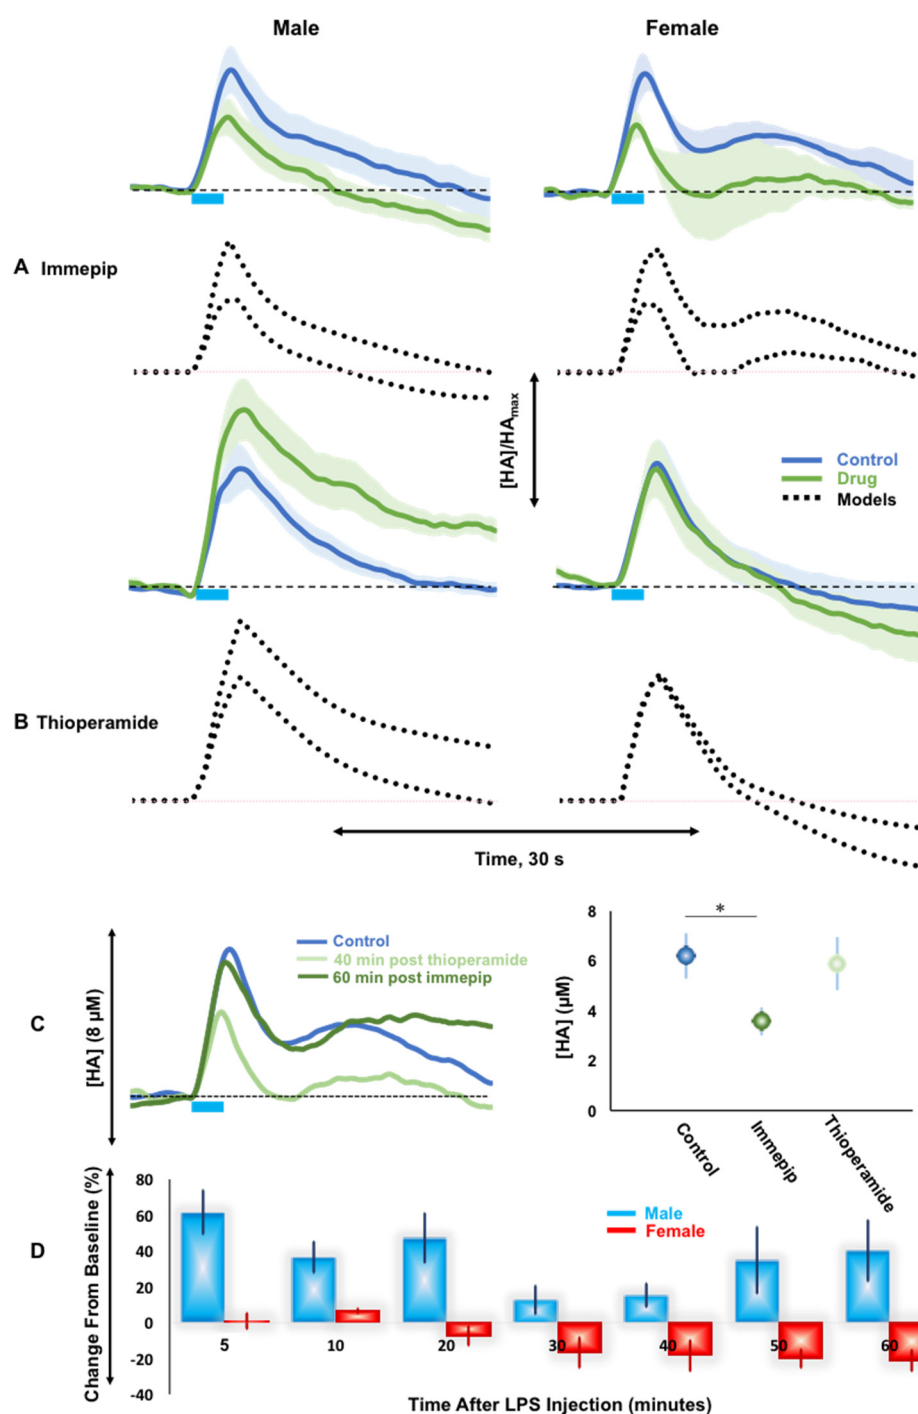 Male Female
A Immepip
[HA]/HAmax
Control
Drug
Models
B Thioperamide
Time, 30 s
C
[HA] (8 µM)
Control
40 min post thioperamide
60 min post immepip
[HA] (µM)
8
6
4
2
0
*
Control Immepip Thioperamide
D
Change From Baseline (%)
80
60
40
20
0
-20
-40
Male
Female
5 10 20 30 40 50 60
Time After LPS Injection (minutes)